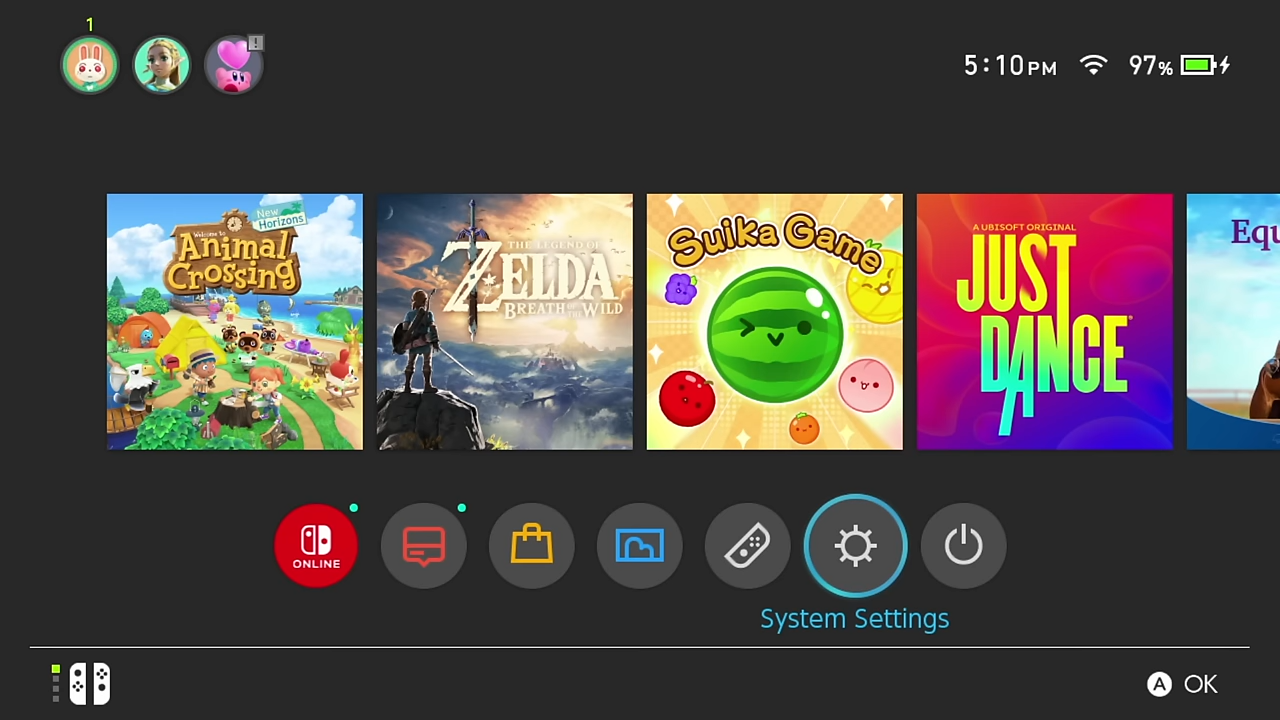 1
5:10PM 97%
Welcome to
Animal
Crossing
New
Horizons
THE LEGEND OF
ZELDA
BREATH OF THE WILD
Suika Game
A UBISOFT ORIGINAL
JUST
DANCE
Equ
ONLINE
System Settings
A OK